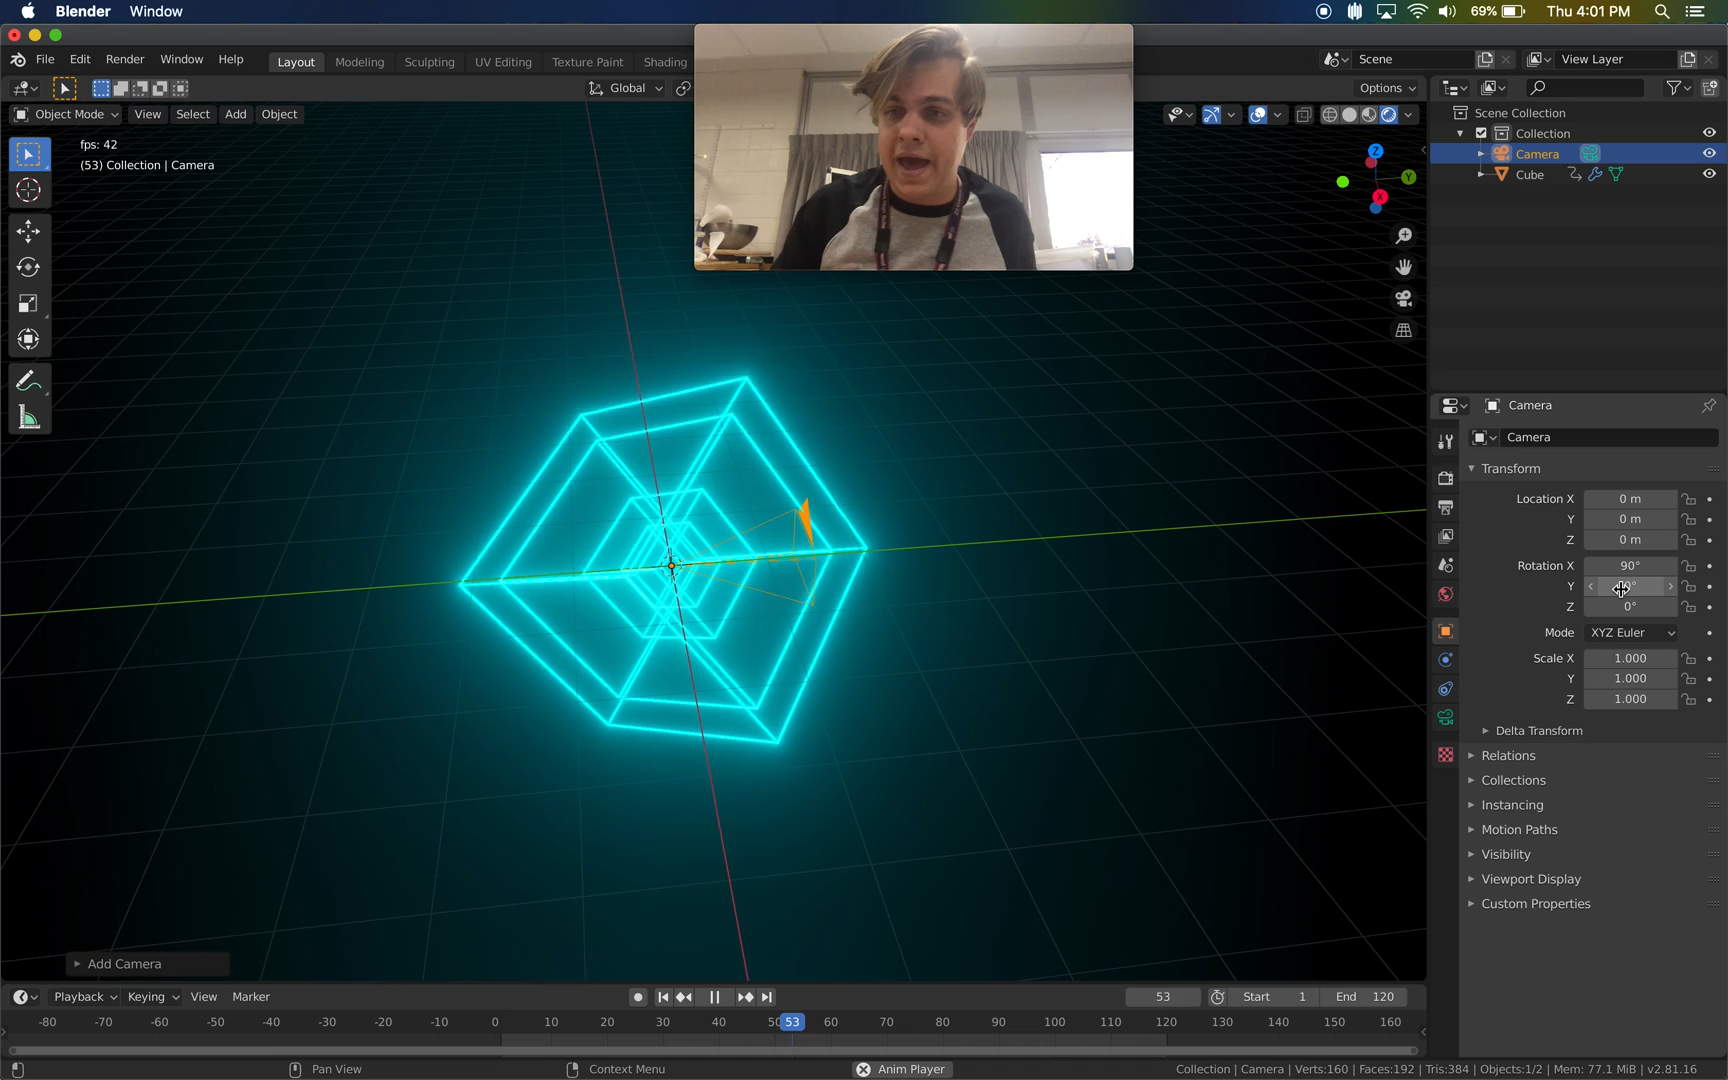 Blender Window 69% Thu 4:01 PM
File Edit Render Window Help Layout Modeling Sculpting UV Editing Texture Paint Shading Scene View Layer
Global Options
Object Mode View Select Add Object
fps: 42
(53) Collection | Camera
Z
Y
X
Scene Collection
Collection
Camera
Cube
Camera
Camera
Transform
Location X 0 m
Y 0 m
Z 0 m
Rotation X 90°
Y
Z 0°
Mode XYZ Euler
Scale X 1.000
Y 1.000
Z 1.000
Delta Transform
Relations
Collections
Instancing
Motion Paths
Visibility
Viewport Display
Custom Properties
Add Camera
Playback Keying View Marker 53 Start 1 End 120
-80 -70 -60 -50 -40 -30 -20 -10 0 10 20 30 40 53 60 70 80 90 100 110 120 130 140 150 160
Pan View Context Menu Anim Player Collection | Camera | Verts:160 | Faces:192 | Tris:384 | Objects:1/2 | Mem: 77.1 MiB | v2.81.16